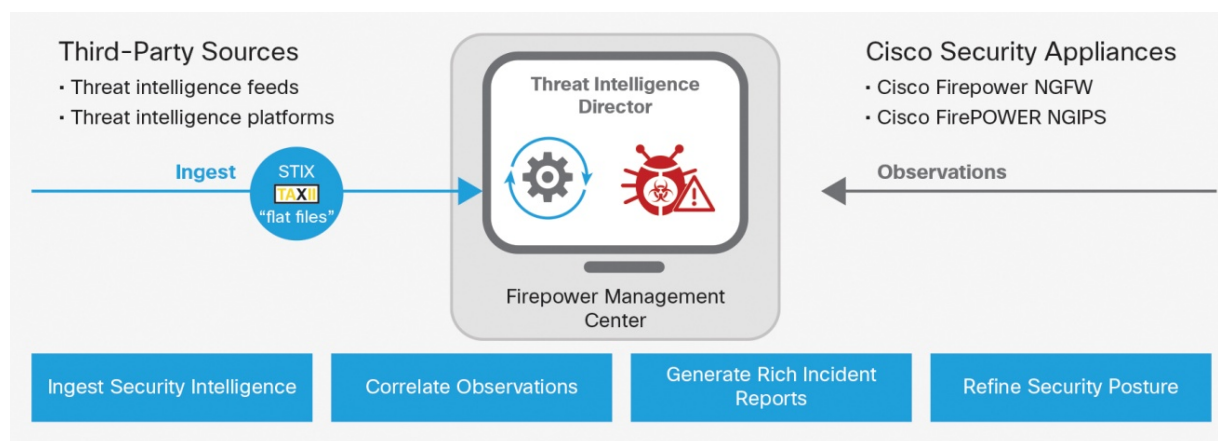 Third-Party Sources
· Threat intelligence feeds
· Threat intelligence platforms
Ingest
STIX
TAXII
"flat files"
Threat Intelligence
Director
Firepower Management
Center
Cisco Security Appliances
· Cisco Firepower NGFW
· Cisco FirePOWER NGIPS
Observations
Ingest Security Intelligence
Correlate Observations
Generate Rich Incident
Reports
Refine Security Posture